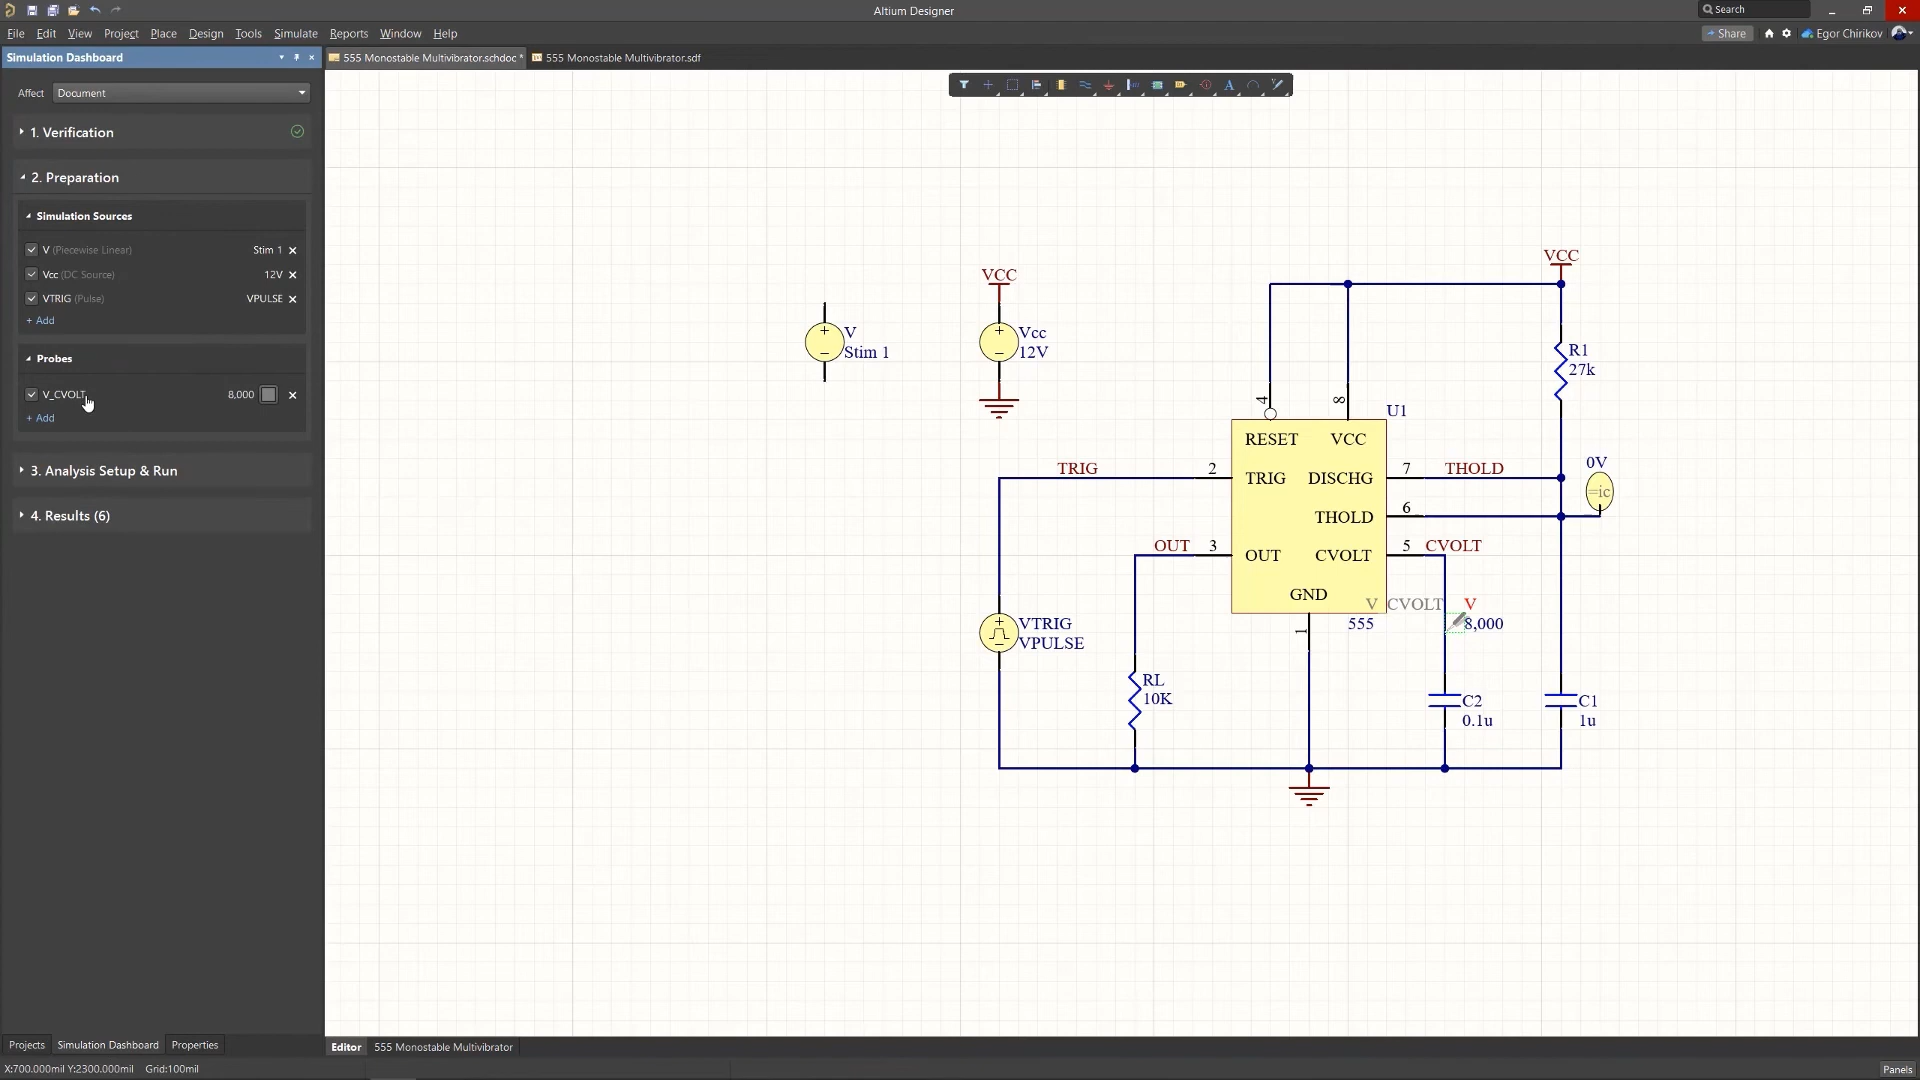 Altium Designer
Search
File Edit View Project Place Design Tools Simulate Reports Window Help
Share
Egor Chirikov
Simulation Dashboard
555 Monostable Multivibrator.schdoc *
555 Monostable Multivibrator.sdf
Affect Document
1. Verification
2. Preparation
Simulation Sources
V (Piecewise Linear) Stim 1
Vcc (DC Source) 12V
VTRIG (Pulse) VPULSE
+ Add
Probes
V_CVOLT 8,000
+ Add
3. Analysis Setup & Run
4. Results (6)
VCC
VCC
V
Stim 1
Vcc
12V
R1
27k
4
8
U1
RESET VCC
TRIG 2 TRIG DISCHG 7 THOLD
0V
=ic
THOLD 6
OUT 3 OUT CVOLT 5 CVOLT
GND
V_CVOLT V
1
555
8,000
VTRIG
VPULSE
RL
10K
C2
0.1u
C1
1u
Projects Simulation Dashboard Properties
Editor 555 Monostable Multivibrator
X:700.000mil Y:2300.000mil Grid:100mil
Panels